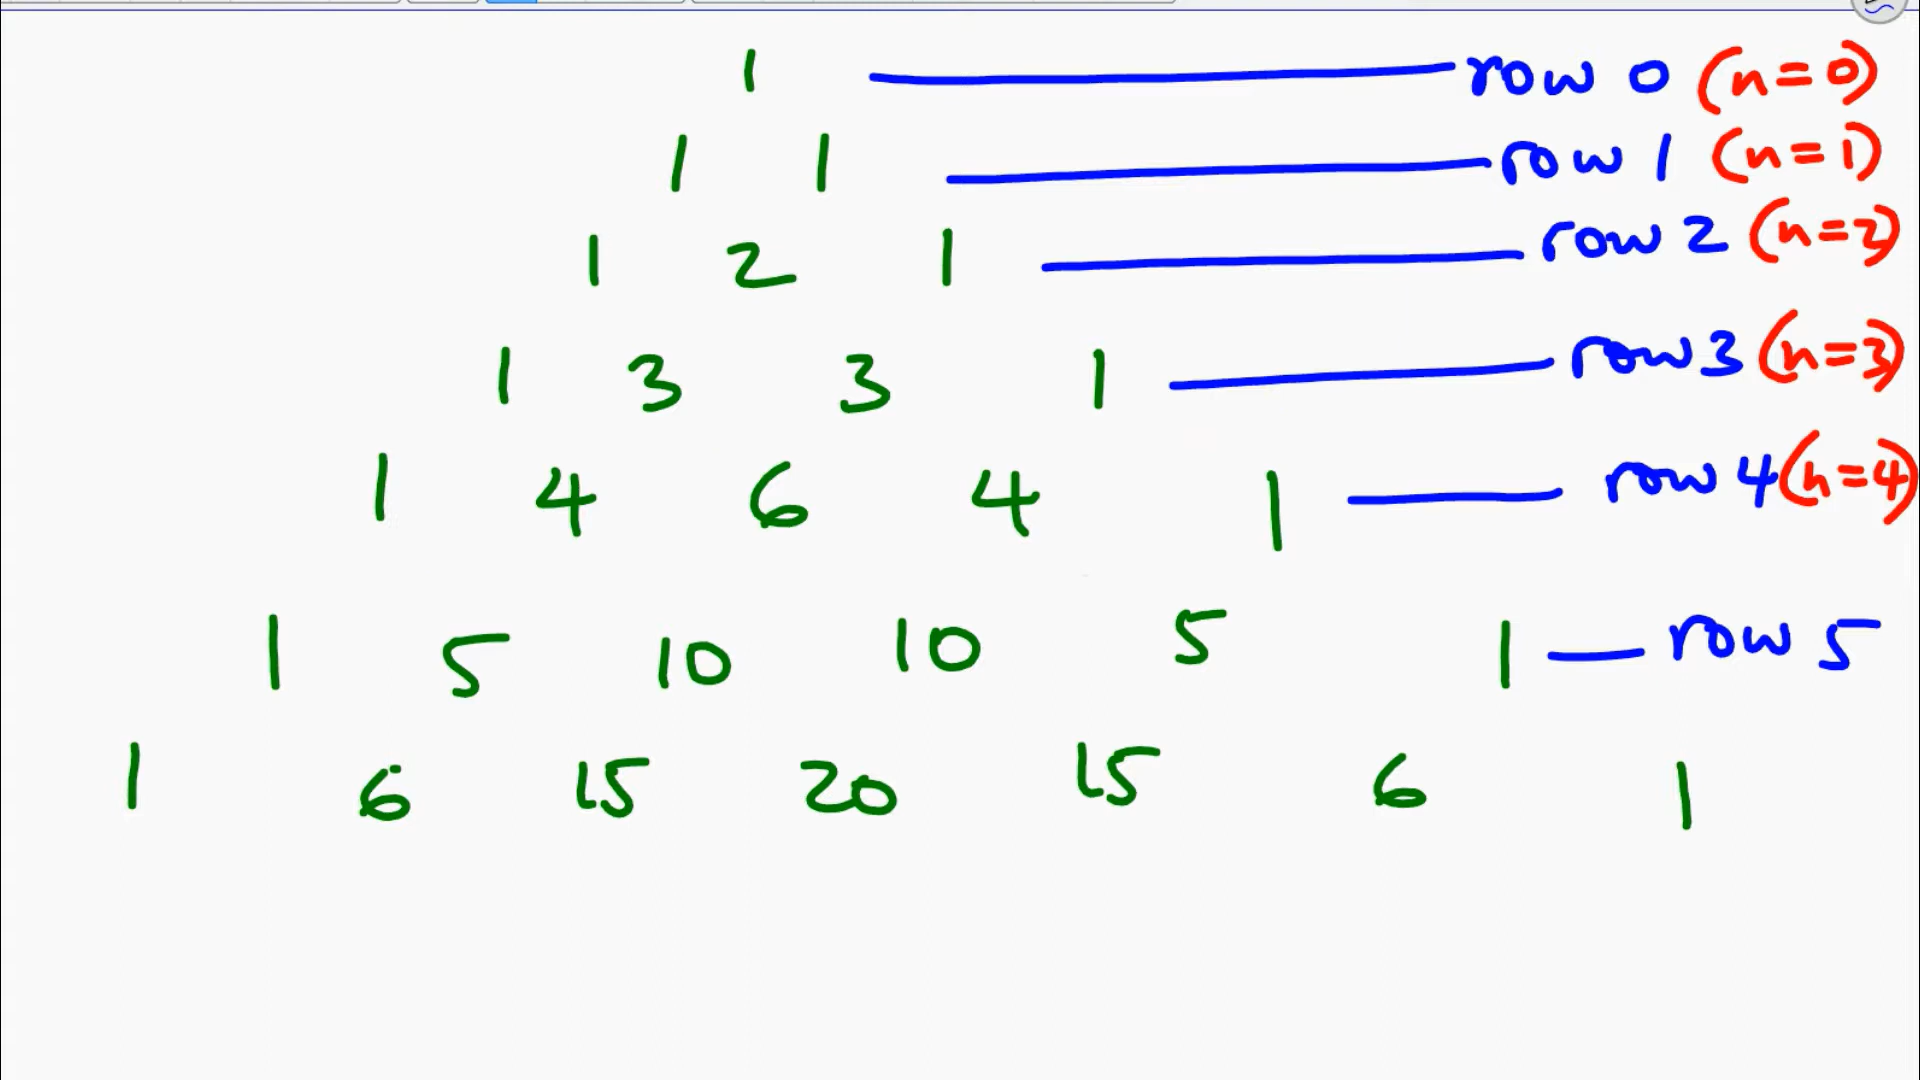 1 row 0 (n=0)
1 1 row 1 (n=1)
1 2 1 row 2 (n=2)
1 3 3 1 row 3 (n=3)
1 4 6 4 1 row 4 (n=4)
1 5 10 10 5 1 row 5
1 6 15 20 15 6 1